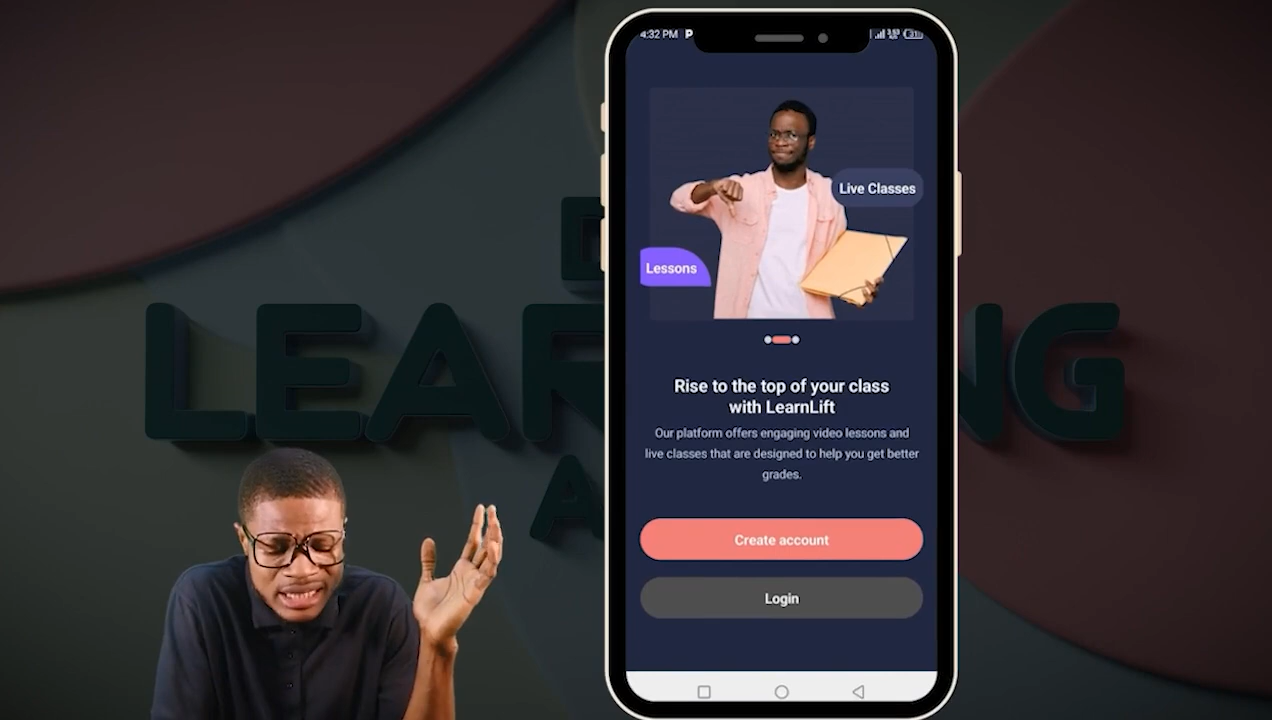 4:32 PM P
Live Classes
Lessons
Rise to the top of your class
with LearnLift
Our platform offers engaging video lessons and
live classes that are designed to help you get better
grades.
Create account
Login